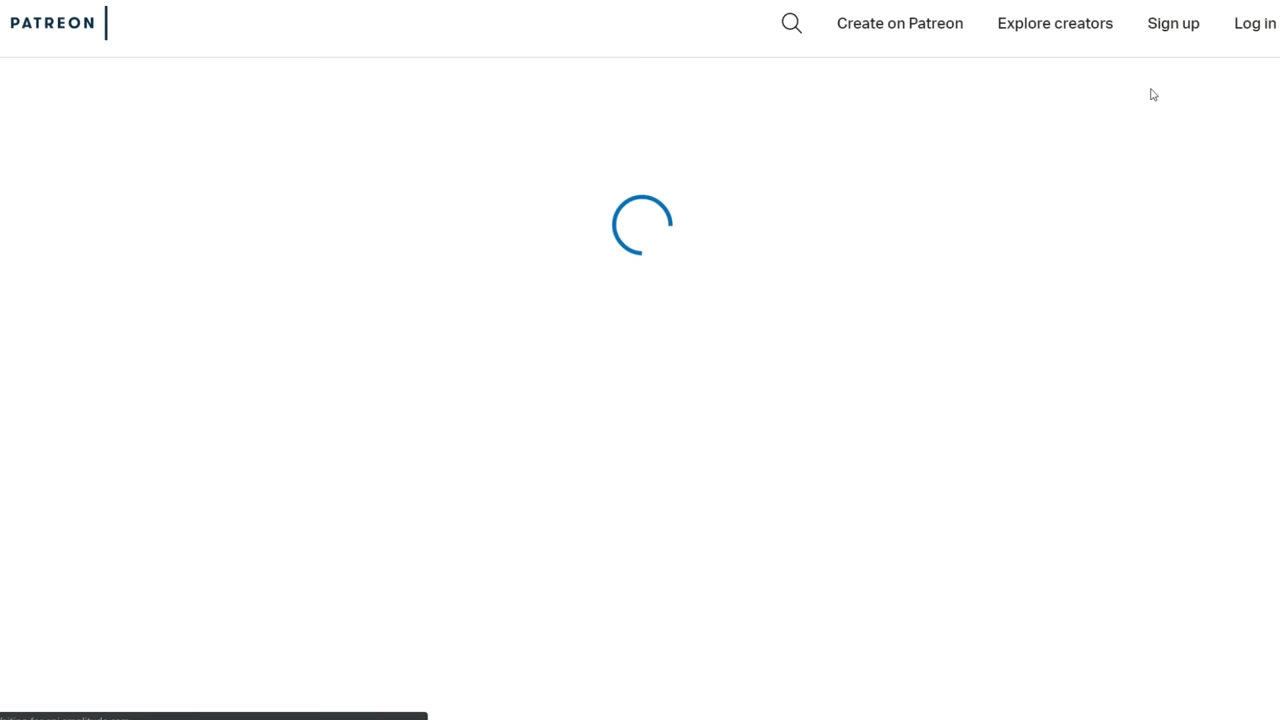 PATREON
Create on Patreon
Explore creators
Sign up
Log in